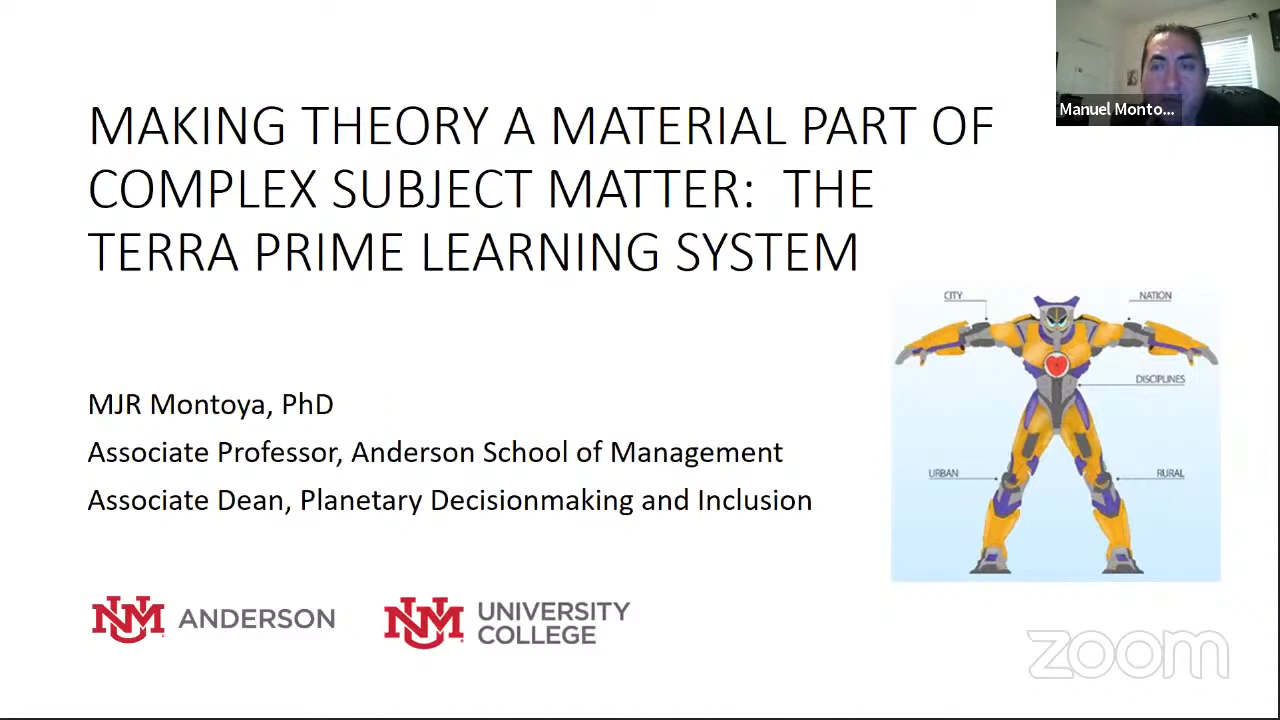 Manuel Monto...
MAKING THEORY A MATERIAL PART OF
COMPLEX SUBJECT MATTER:  THE
TERRA PRIME LEARNING SYSTEM
CITY
NATION
DISCIPLINES
URBAN
RURAL
MJR Montoya, PhD
Associate Professor, Anderson School of Management
Associate Dean, Planetary Decisionmaking and Inclusion
UNM ANDERSON
UNM UNIVERSITY
COLLEGE
zoom